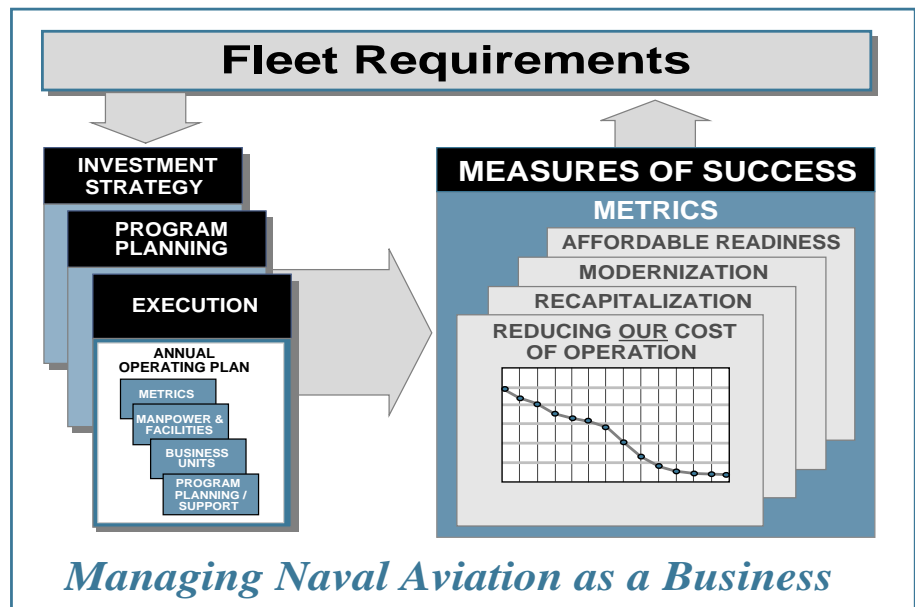 Fleet Requirements
INVESTMENT
STRATEGY
PROGRAM
PLANNING
EXECUTION
ANNUAL
OPERATING PLAN
METRICS
MANPOWER &
FACILITIES
BUSINESS
UNITS
PROGRAM
PLANNING /
SUPPORT
MEASURES OF SUCCESS
METRICS
AFFORDABLE READINESS
MODERNIZATION
RECAPITALIZATION
REDUCING OUR COST
OF OPERATION
Managing Naval Aviation as a Business